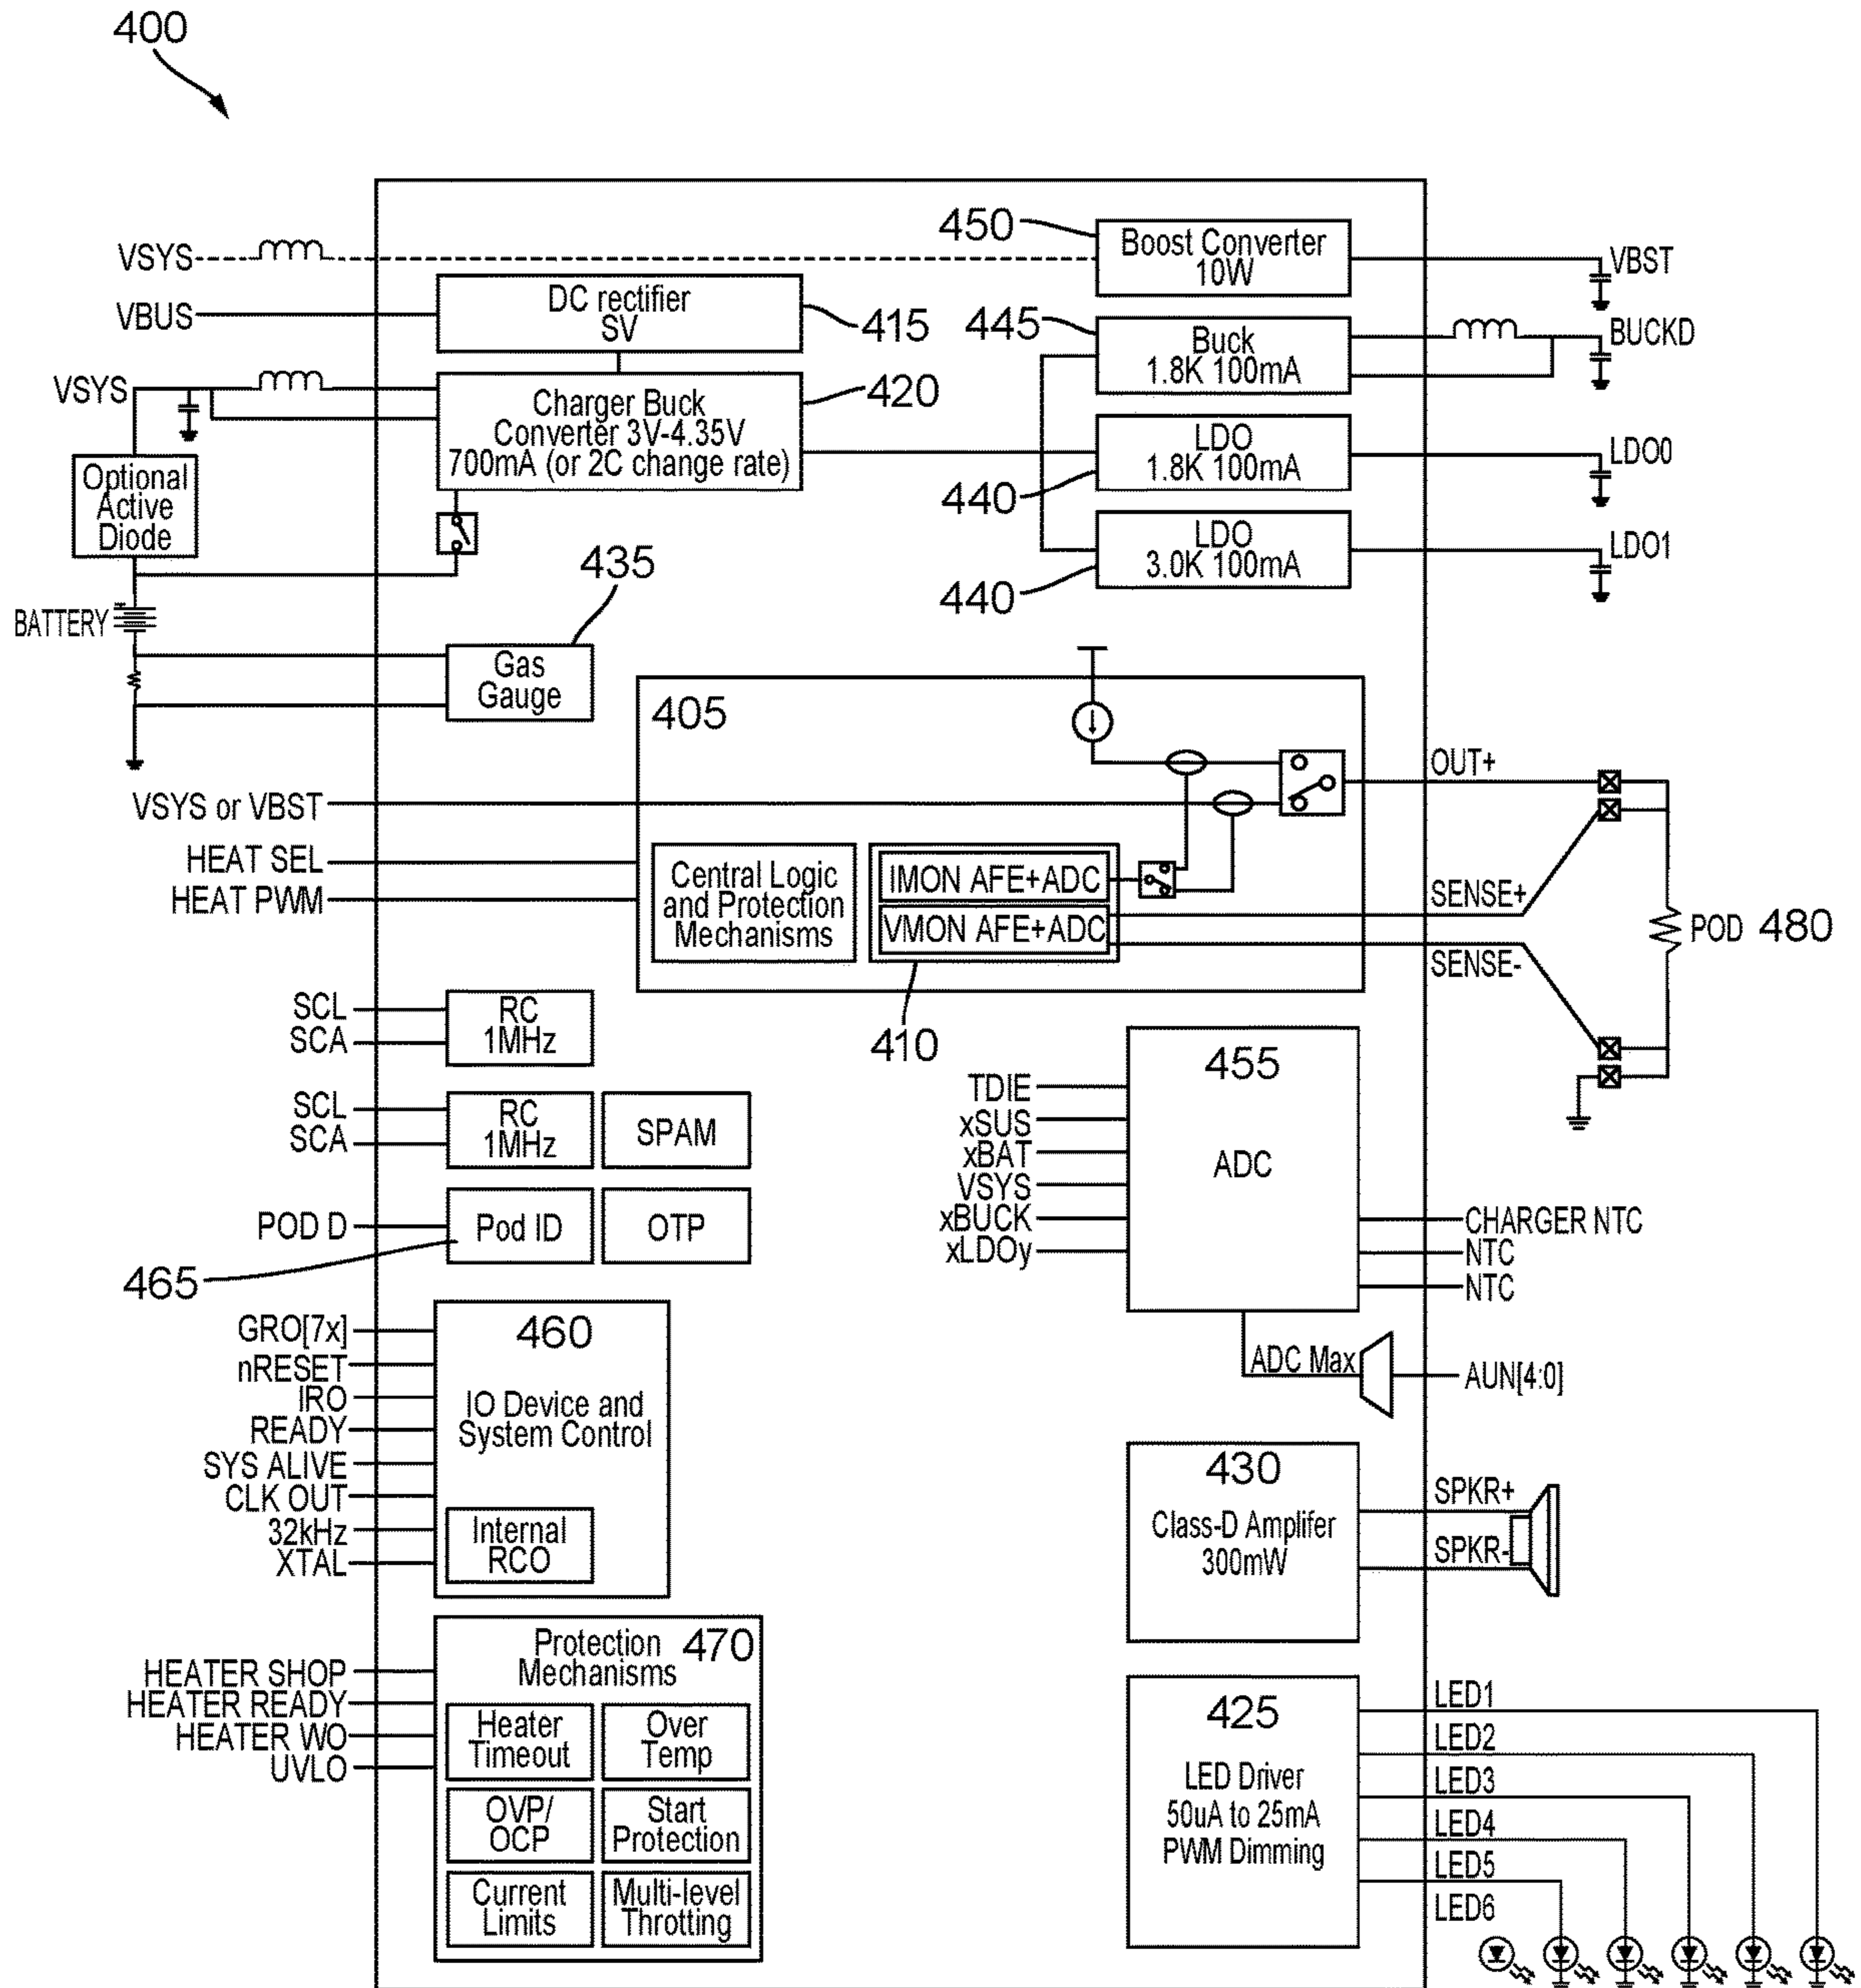 400
VSYS
450
Boost Converter
10W
VBST
VBUS
DC rectifier
SV
415
445
Buck
1.8K 100mA
BUCKD
VSYS
Charger Buck
Converter 3V-4.35V
700mA (or 2C change rate)
420
LDO
1.8K 100mA
LDO0
440
Optional
Active
Diode
LDO
3.0K 100mA
LDO1
440
435
BATTERY
Gas
Gauge
405
OUT+
VSYS or VBST
HEAT SEL
HEAT PWM
Central Logic
and Protection
Mechanisms
IMON AFE+ADC
VMON AFE+ADC
SENSE+
SENSE-
POD 480
410
SCL
SCA
RC
1MHz
SCL
SCA
RC
1MHz
SPAM
POD D
Pod ID
OTP
465
455
ADC
TDIE
xSUS
xBAT
VSYS
xBUCK
xLDOy
CHARGER NTC
NTC
NTC
ADC Max
AUN[4:0]
GRO[7x]
nRESET
IRO
READY
SYS ALIVE
CLK OUT
32kHz
XTAL
460
IO Device and
System Control
Internal
RCO
430
Class-D Amplifer
300mW
SPKR+
SPKR-
HEATER SHOP
HEATER READY
HEATER WO
UVLO
Protection
Mechanisms
470
Heater
Timeout
Over
Temp
OVP/
OCP
Start
Protection
Current
Limits
Multi-level
Throtting
425
LED Driver
50uA to 25mA
PWM Dimming
LED1
LED2
LED3
LED4
LED5
LED6